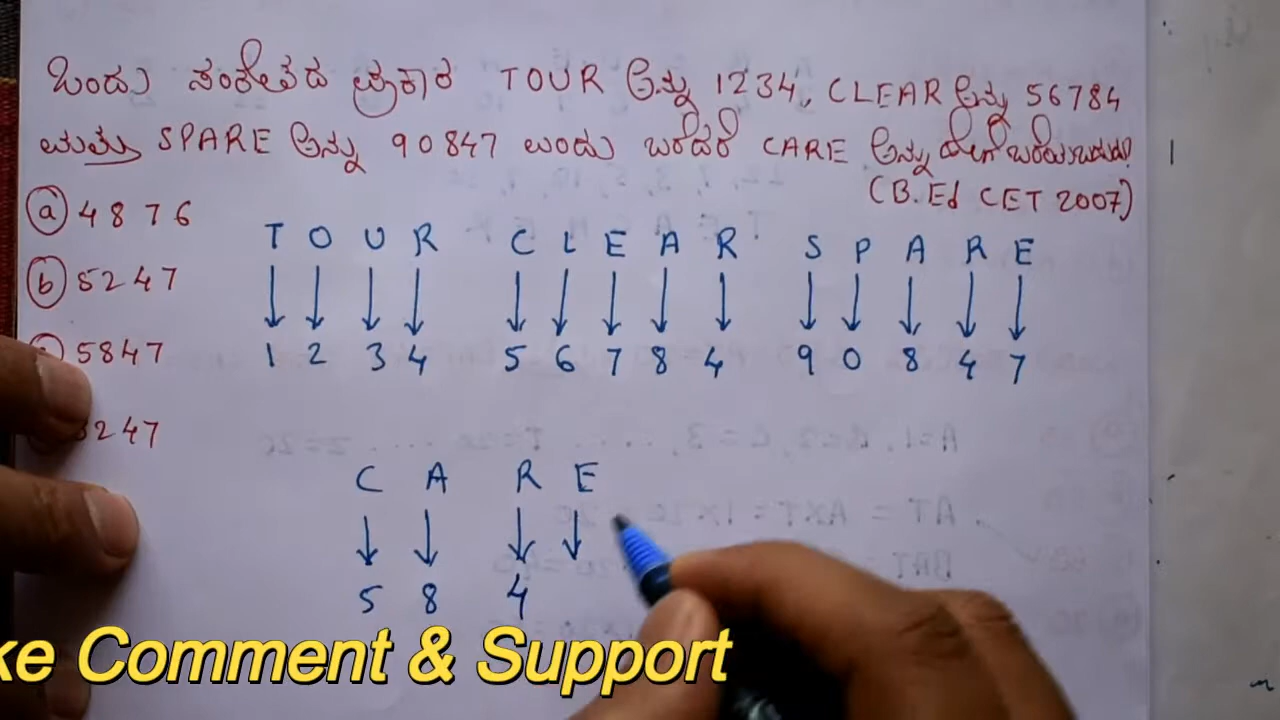 ಒಂದು ಸಂಕೇತದ ಪ್ರಕಾರ TOUR ಅನ್ನು 1234, CLEAR ಅನ್ನು 56784
ಮತ್ತು SPARE ಅನ್ನು 90847 ಎಂದು ಬರೆದರೆ CARE ಅನ್ನು ಹೇಗೆ ಬರೆಯಬಹುದು?
(B.Ed CET 2007)
a 4876
b 5247
5847
3247
T O U R C L E A R S P A R E
1 2 3 4 5 6 7 8 4 9 0 8 4 7
C A R E
5 8 4
ke Comment & Support